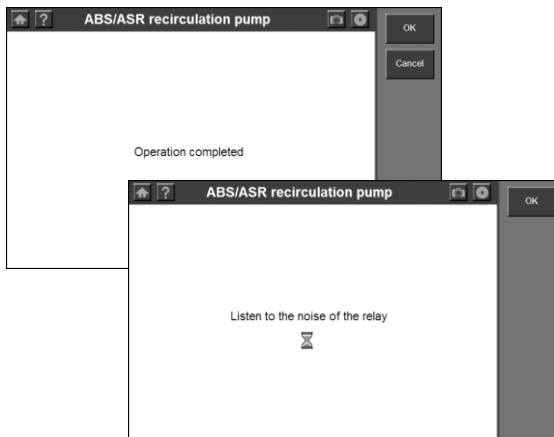 ? ABS/ASR recirculation pump
OK
Cancel
Operation completed
? ABS/ASR recirculation pump
OK
Listen to the noise of the relay